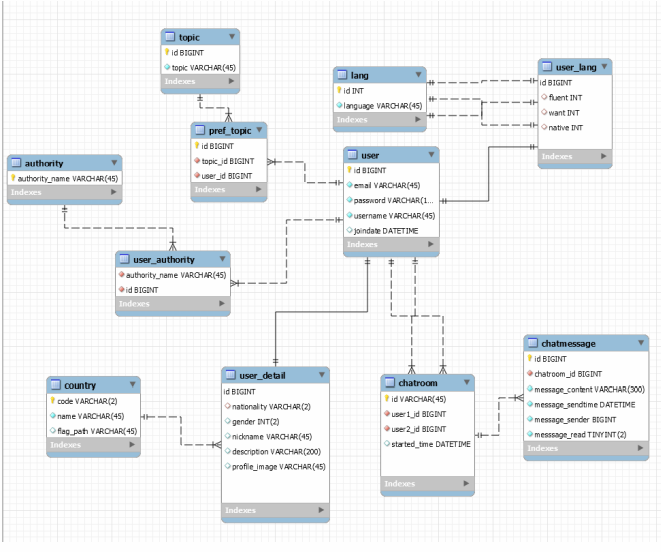 topic
id BIGINT
topic VARCHAR(45)
Indexes
lang
id INT
language VARCHAR(45)
Indexes
user_lang
id BIGINT
fluent INT
want INT
native INT
Indexes
pref_topic
id BIGINT
topic_id BIGINT
user_id BIGINT
Indexes
authority
authority_name VARCHAR(45)
Indexes
user
id BIGINT
email VARCHAR(45)
password VARCHAR(1...
username VARCHAR(45)
joindate DATETIME
Indexes
user_authority
authority_name VARCHAR(45)
id BIGINT
Indexes
country
code VARCHAR(2)
name VARCHAR(45)
flag_path VARCHAR(45)
Indexes
user_detail
id BIGINT
nationality VARCHAR(2)
gender INT(2)
nickname VARCHAR(45)
description VARCHAR(200)
profile_image VARCHAR(45)
Indexes
chatroom
id VARCHAR(45)
user1_id BIGINT
user2_id BIGINT
started_time DATETIME
Indexes
chatmessage
id BIGINT
chatroom_id BIGINT
message_content VARCHAR(300)
message_sendtime DATETIME
message_sender BIGINT
messsage_read TINYINT(2)
Indexes